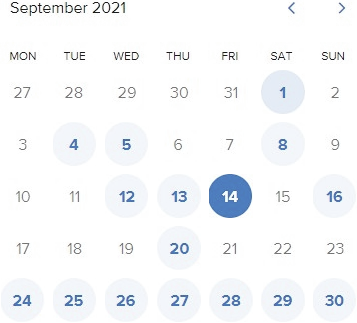 September 2021
MON TUE WED THU FRI SAT SUN
27 28 29 30 31 1 2
3 4 5 6 7 8 9
10 11 12 13 14 15 16
17 18 19 20 21 22 23
24 25 26 27 28 29 30